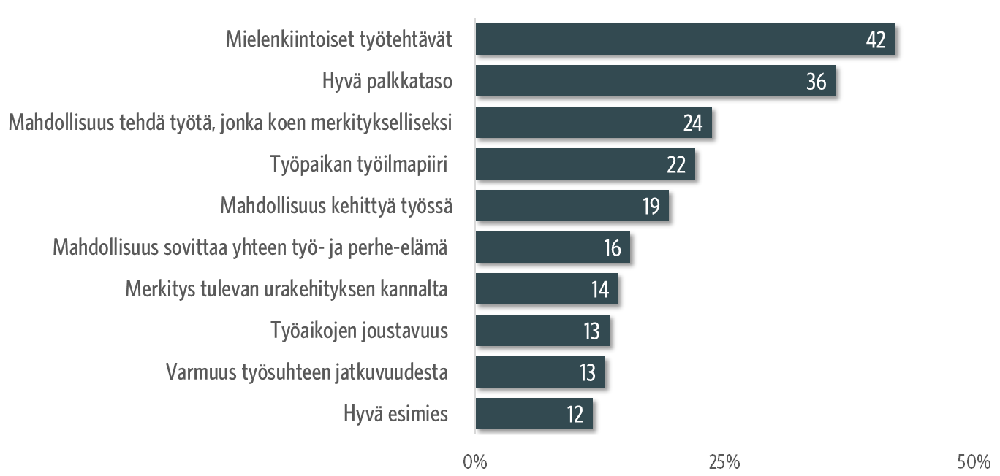 Mielenkiintoiset työtehtävät 42
Hyvä palkkataso 36
Mahdollisuus tehdä työtä, jonka koen merkitykselliseksi 24
Työpaikan työilmapiiri 22
Mahdollisuus kehittyä työssä 19
Mahdollisuus sovittaa yhteen työ- ja perhe-elämä 16
Merkitys tulevan urakehityksen kannalta 14
Työaikojen joustavuus 13
Varmuus työsuhteen jatkuvuudesta 13
Hyvä esimies 12
0% 25% 50%